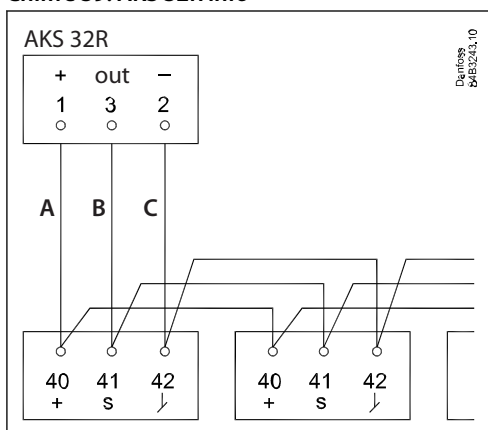 AKS 32R
+ out −
1 3 2
Danfoss
84B3243.10
A B C
40 41 42 40 41 42
+ S + S